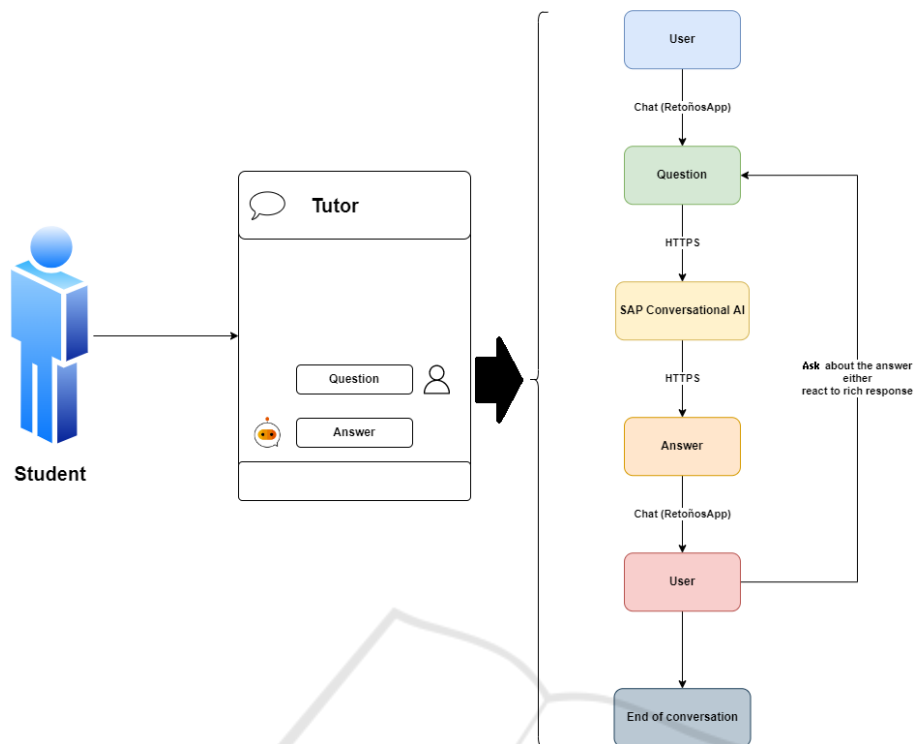 Student
Tutor
Question
Answer
User
Chat (RetoñosApp)
Question
HTTPS
SAP Conversational AI
HTTPS
Answer
Chat (RetoñosApp)
User
End of conversation
Ask about the answer
either
react to rich response